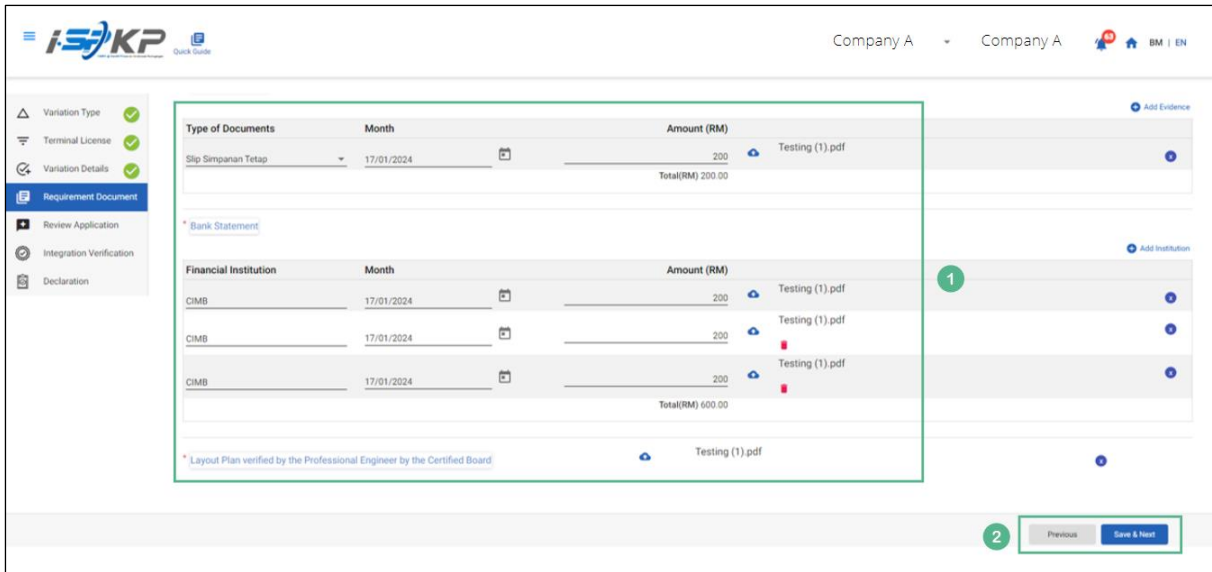 i-SPKP
Quick Guide
Company A
Company A
53
BM | EN
Variation Type
Terminal License
Variation Details
Requirement Document
Review Application
Integration Verification
Declaration
Add Evidence
Type of Documents Month Amount (RM)
Slip Simpanan Tetap 17/01/2024 200 Testing (1).pdf x
Total(RM) 200.00
* Bank Statement
Add Institution
Financial Institution Month Amount (RM)
1
CIMB 17/01/2024 200 Testing (1).pdf x
CIMB 17/01/2024 200 Testing (1).pdf x
CIMB 17/01/2024 200 Testing (1).pdf x
Total(RM) 600.00
* Layout Plan verified by the Professional Engineer by the Certified Board Testing (1).pdf x
2
Previous Save & Next